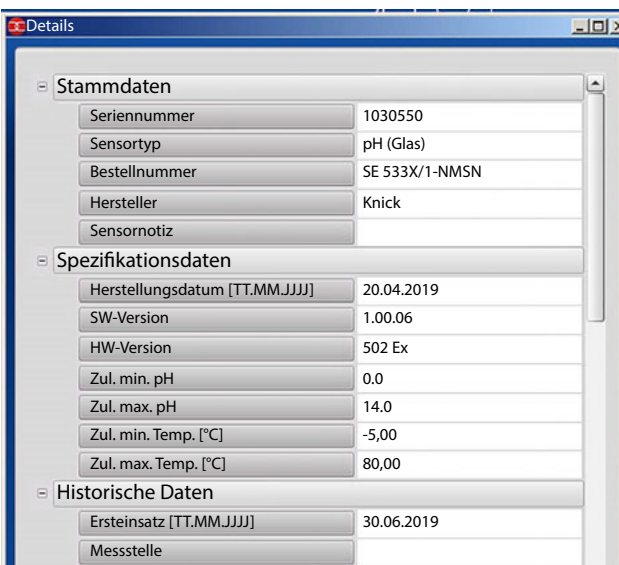 Details
Stammdaten
Seriennummer 1030550
Sensortyp pH (Glas)
Bestellnummer SE 533X/1-NMSN
Hersteller Knick
Sensornotiz
Spezifikationsdaten
Herstellungsdatum [TT.MM.JJJJ] 20.04.2019
SW-Version 1.00.06
HW-Version 502 Ex
Zul. min. pH 0.0
Zul. max. pH 14.0
Zul. min. Temp. [°C] -5,00
Zul. max. Temp. [°C] 80,00
Historische Daten
Ersteinsatz [TT.MM.JJJJ] 30.06.2019
Messstelle